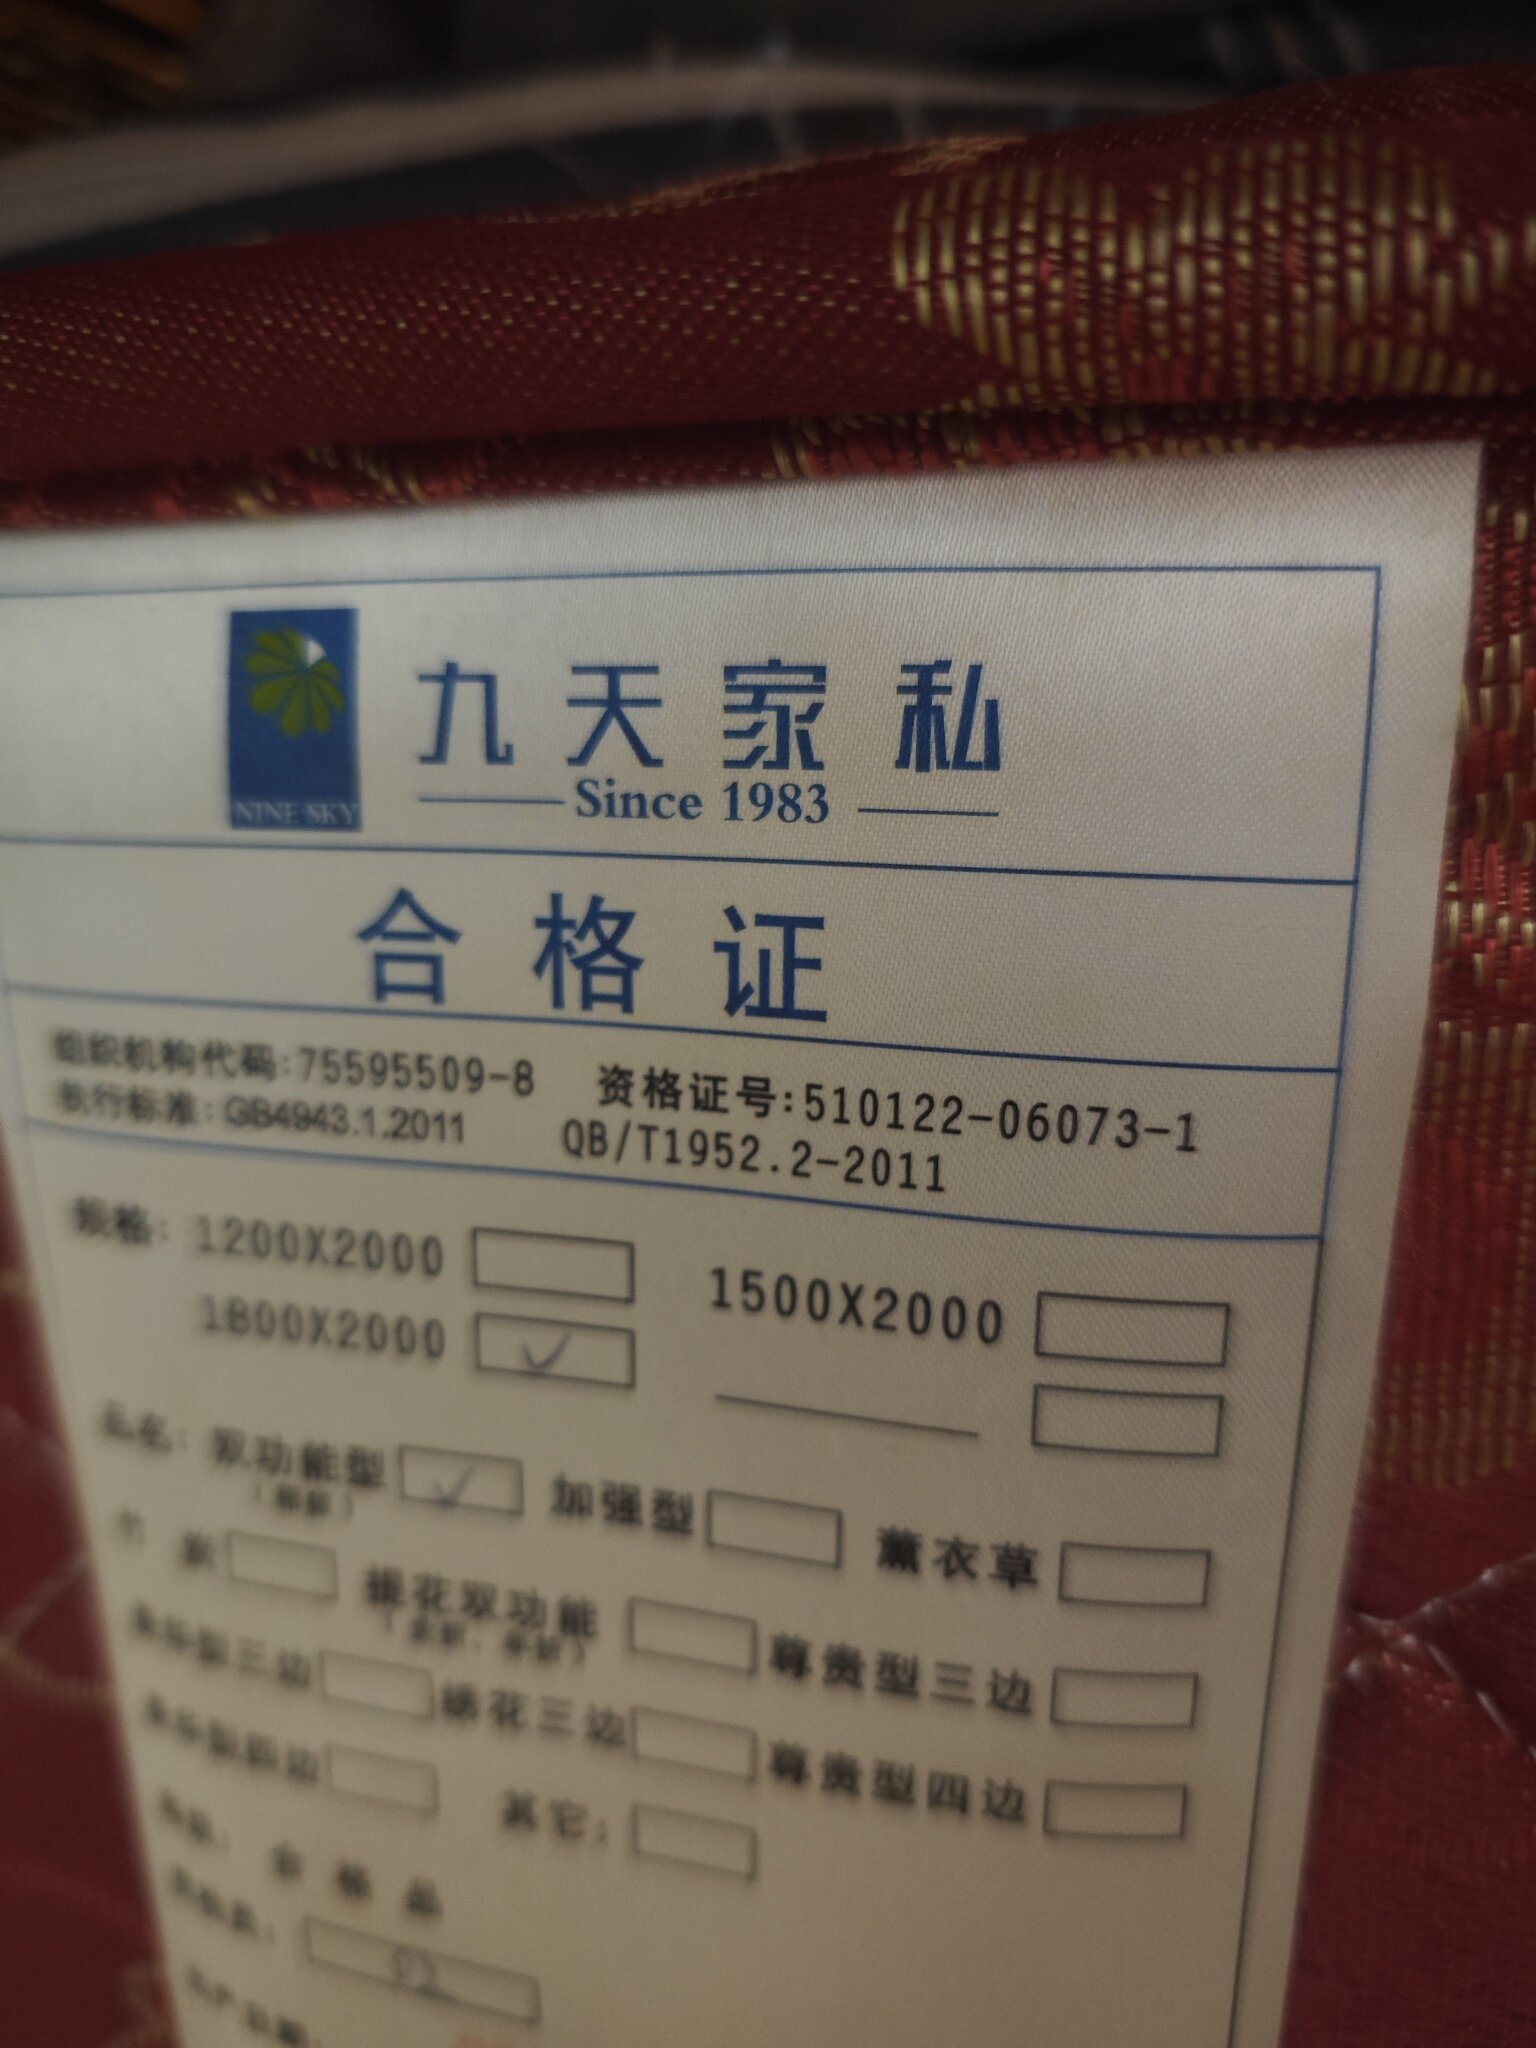 NINE SKY
九天家私
Since 1983
合格证
组织机构代码:75595509-8 资格证号:510122-06073-1
执行标准:GB4943.1.2011 QB/T1952.2-2011
规格: 1200X2000 1500X2000
1800X2000 ✓
品名: 双功能型 ✓ 加强型 薰衣草
提花双功能
尊贵型三边
绣花三边
尊贵型四边
其它:
合格品
02